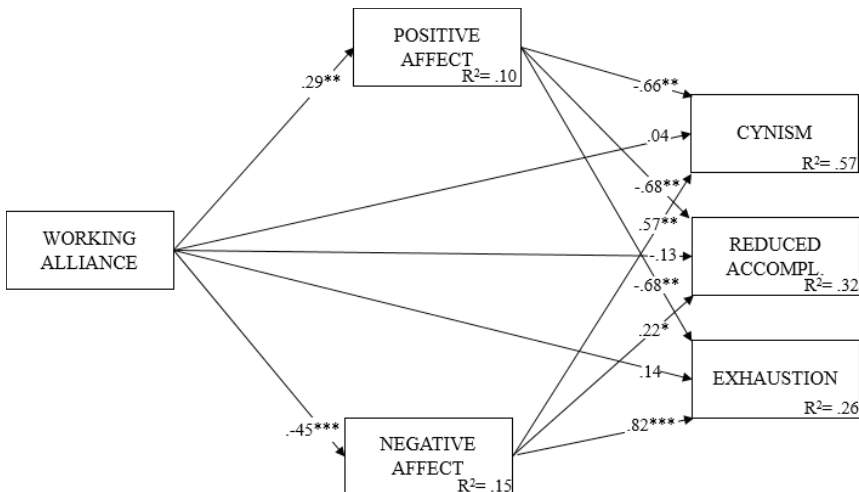 POSITIVE
AFFECT
R²= .10
.29**
-.66**
.04
CYNISM
R²= .57
-.68**
.57**
WORKING
ALLIANCE
-.13
REDUCED
ACCOMPL.
R²= .32
-.68**
.22*
.14
EXHAUSTION
R²= .26
.-45***
.82***
NEGATIVE
AFFECT
R²= .15